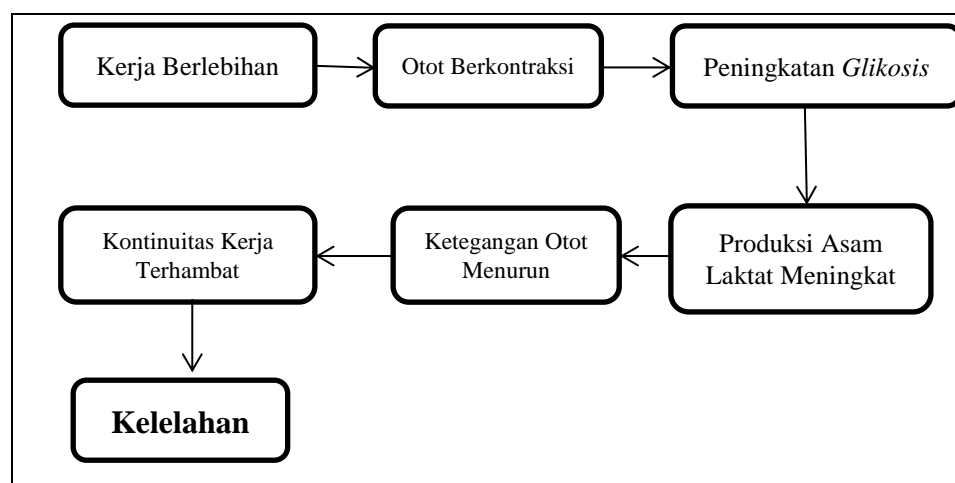 Kerja Berlebihan
Otot Berkontraksi
Peningkatan Glikosis
Produksi Asam
Laktat Meningkat
Ketegangan Otot
Menurun
Kontinuitas Kerja
Terhambat
Kelelahan